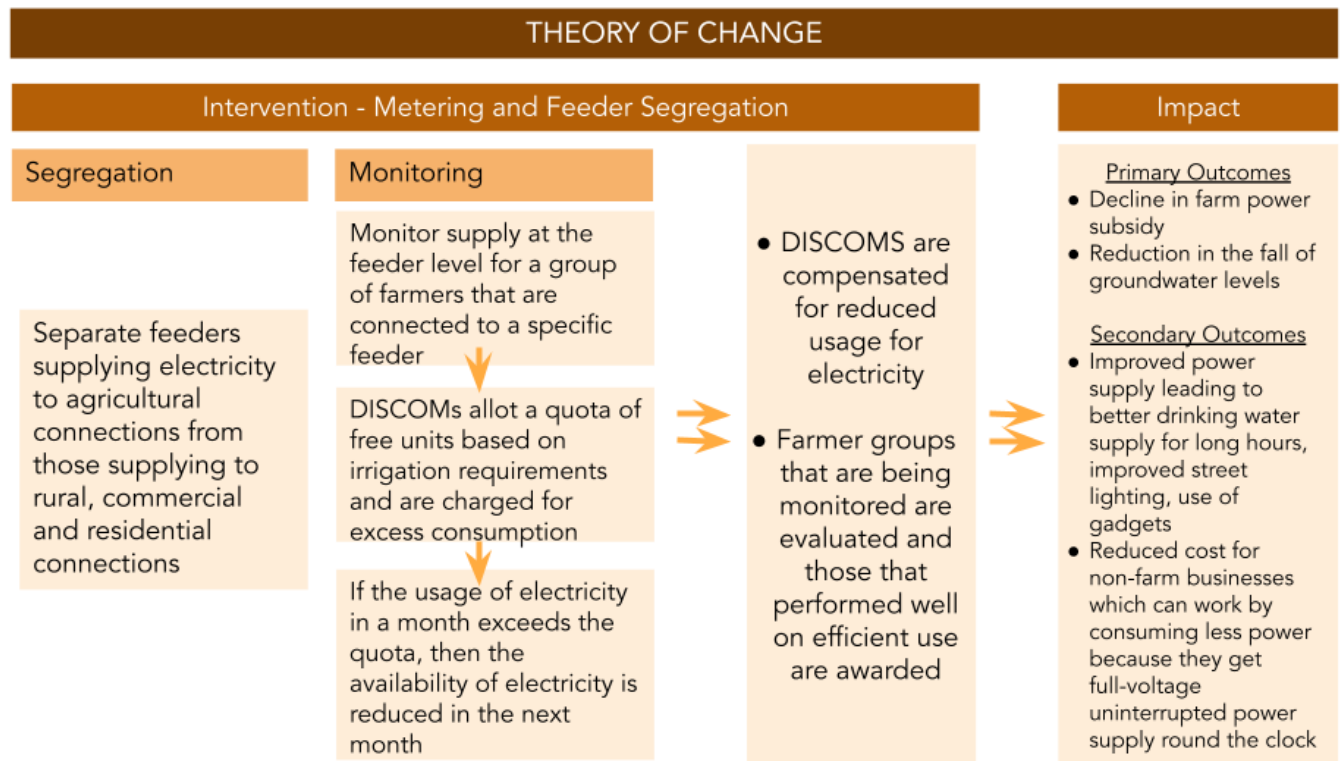 THEORY OF CHANGE
Intervention - Metering and Feeder Segregation
Impact
Segregation
Separate feeders
supplying electricity
to agricultural
connections from
those supplying to
rural, commercial
and residential
connections
Monitoring
Monitor supply at the
feeder level for a group
of farmers that are
connected to a specific
feeder
DISCOMs allot a quota of
free units based on
irrigation requirements
and are charged for
excess consumption
If the usage of electricity
in a month exceeds the
quota, then the
availability of electricity is
reduced in the next
month
● DISCOMS are
compensated
for reduced
usage for
electricity
● Farmer groups
that are being
monitored are
evaluated and
those that
performed well
on efficient use
are awarded
Primary Outcomes
● Decline in farm power
subsidy
● Reduction in the fall of
groundwater levels
Secondary Outcomes
● Improved power
supply leading to
better drinking water
supply for long hours,
improved street
lighting, use of
gadgets
● Reduced cost for
non-farm businesses
which can work by
consuming less power
because they get
full-voltage
uninterrupted power
supply round the clock